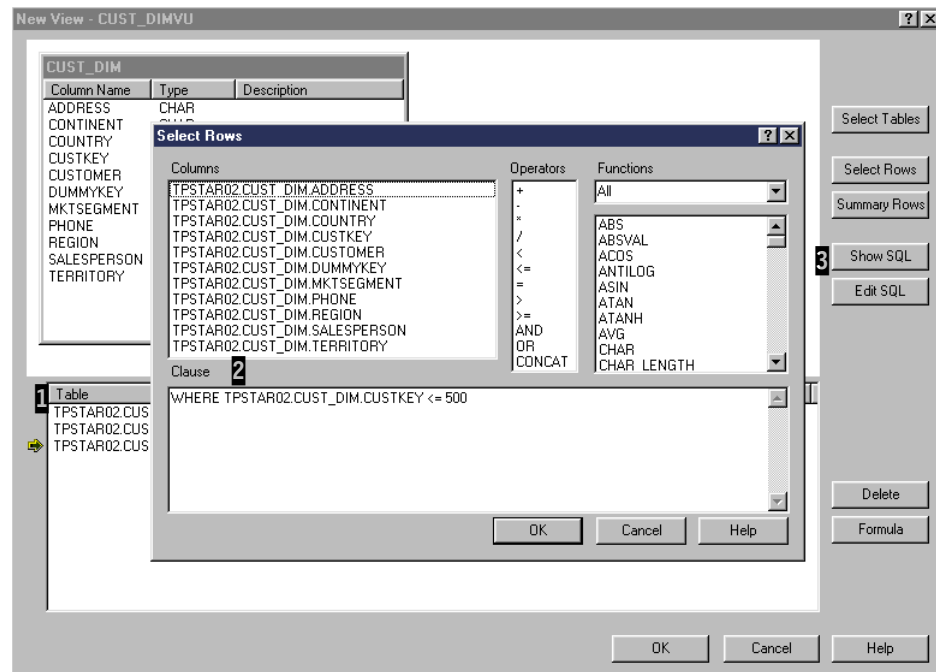 New View - CUST_DIMVU
CUST_DIM
Column Name Type Description
ADDRESS CHAR
CONTINENT
COUNTRY
CUSTKEY
CUSTOMER
DUMMYKEY
MKTSEGMENT
PHONE
REGION
SALESPERSON
TERRITORY
Select Rows
Columns
TPSTAR02.CUST_DIM.ADDRESS
TPSTAR02.CUST_DIM.CONTINENT
TPSTAR02.CUST_DIM.COUNTRY
TPSTAR02.CUST_DIM.CUSTKEY
TPSTAR02.CUST_DIM.CUSTOMER
TPSTAR02.CUST_DIM.DUMMYKEY
TPSTAR02.CUST_DIM.MKTSEGMENT
TPSTAR02.CUST_DIM.PHONE
TPSTAR02.CUST_DIM.REGION
TPSTAR02.CUST_DIM.SALESPERSON
TPSTAR02.CUST_DIM.TERRITORY
Operators
+
-
*
/
<
<=
=
>
>=
AND
OR
CONCAT
Functions
All
ABS
ABSVAL
ACOS
ANTILOG
ASIN
ATAN
ATANH
AVG
CHAR
CHAR LENGTH
Clause 2
WHERE TPSTAR02.CUST_DIM.CUSTKEY <= 500
OK Cancel Help
1 Table
TPSTAR02.CUS
TPSTAR02.CUS
TPSTAR02.CUS
Select Tables
Select Rows
Summary Rows
3 Show SQL
Edit SQL
Delete
Formula
OK Cancel Help